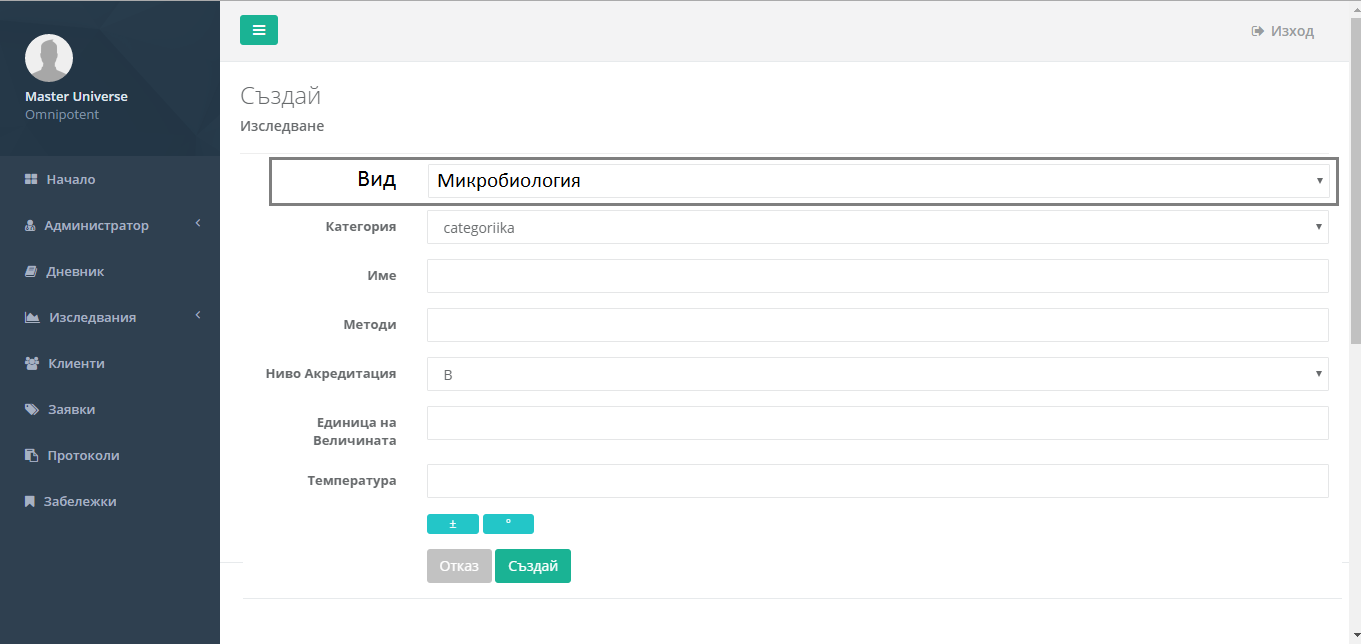 Master Universe
Omnipotent
Начало
Администратор
Дневник
Изследвания
Клиенти
Заявки
Протоколи
Забележки
Изход
Създай
Изследване
Вид
Микробиология
Категория
categoriika
Име
Методи
Ниво Акредитация
B
Единица на
Величината
Температура
± °
Отказ Създай